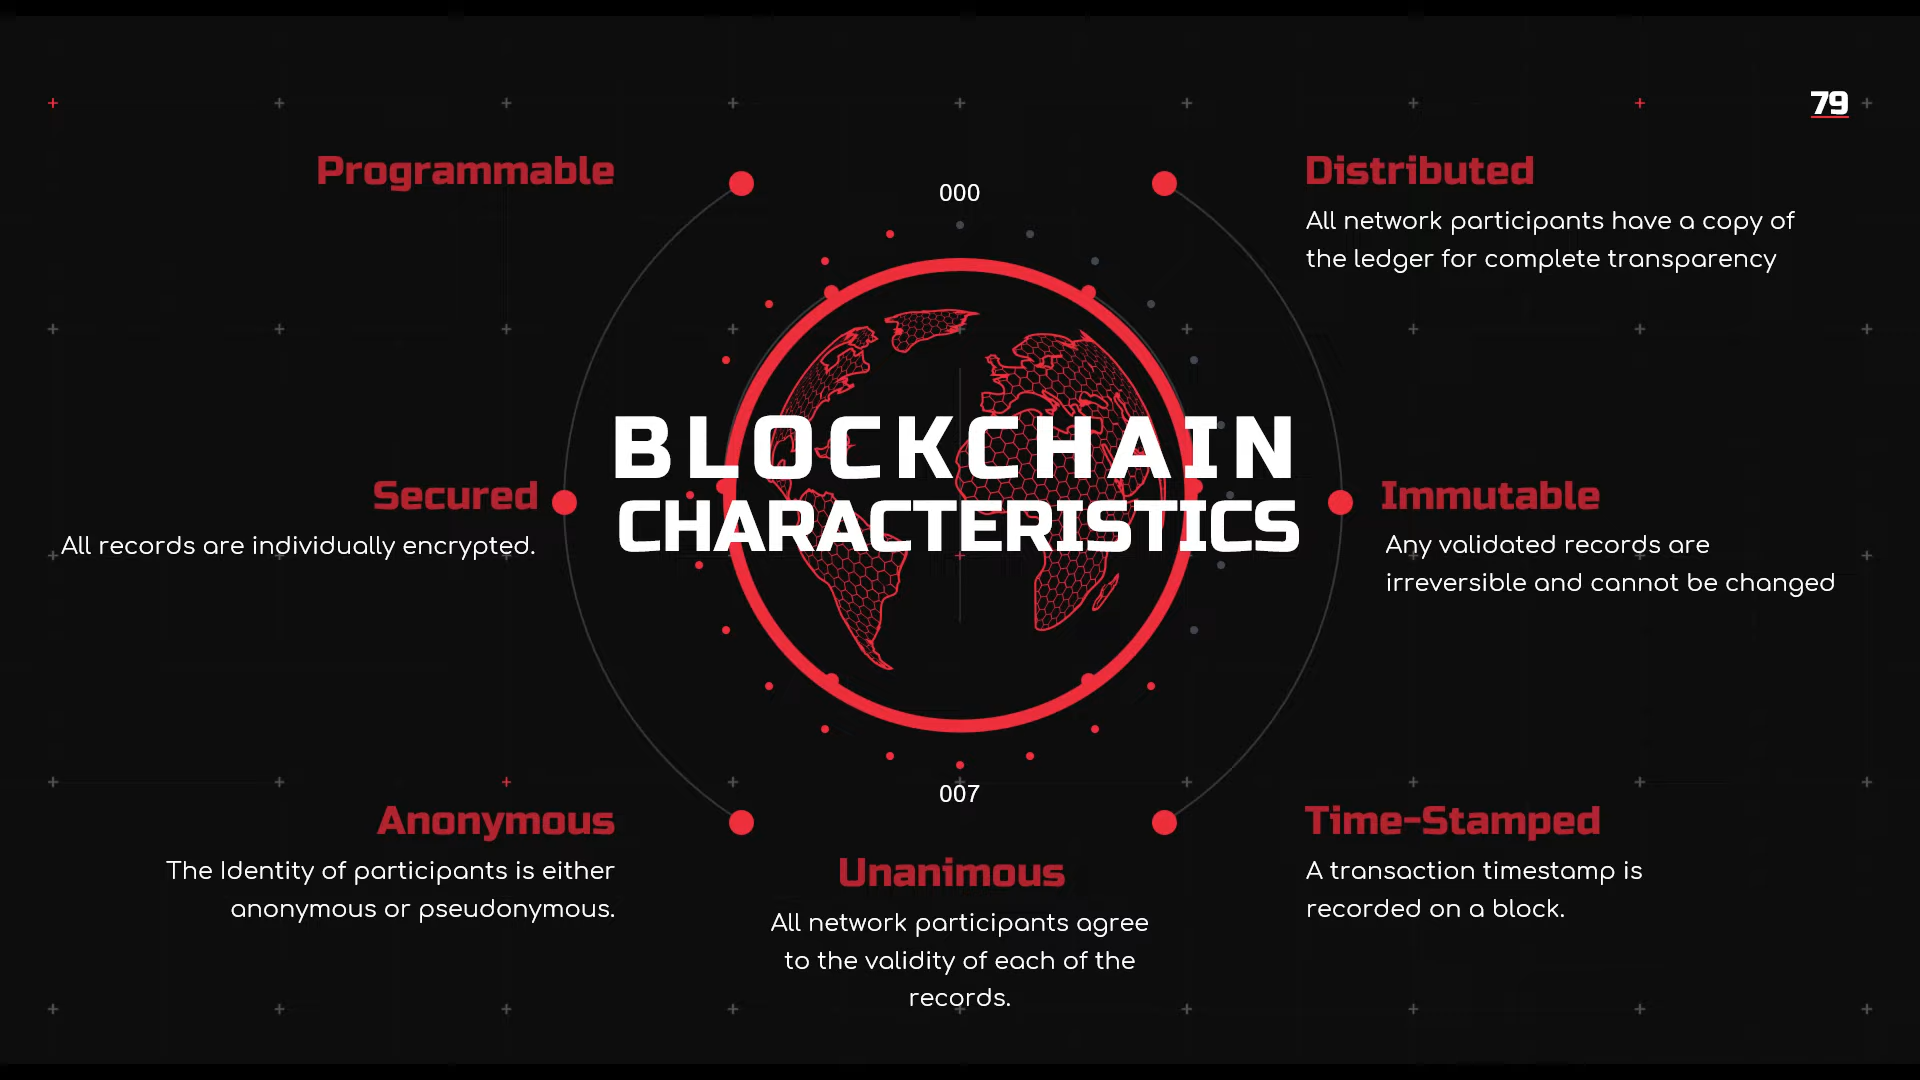 79
BLOCKCHAIN
CHARACTERISTICS
000
007
Programmable
Distributed
All network participants have a copy of
the ledger for complete transparency
Secured
All records are individually encrypted.
Immutable
Any validated records are
irreversible and cannot be changed
Anonymous
The Identity of participants is either
anonymous or pseudonymous.
Unanimous
All network participants agree
to the validity of each of the
records.
Time-Stamped
A transaction timestamp is
recorded on a block.